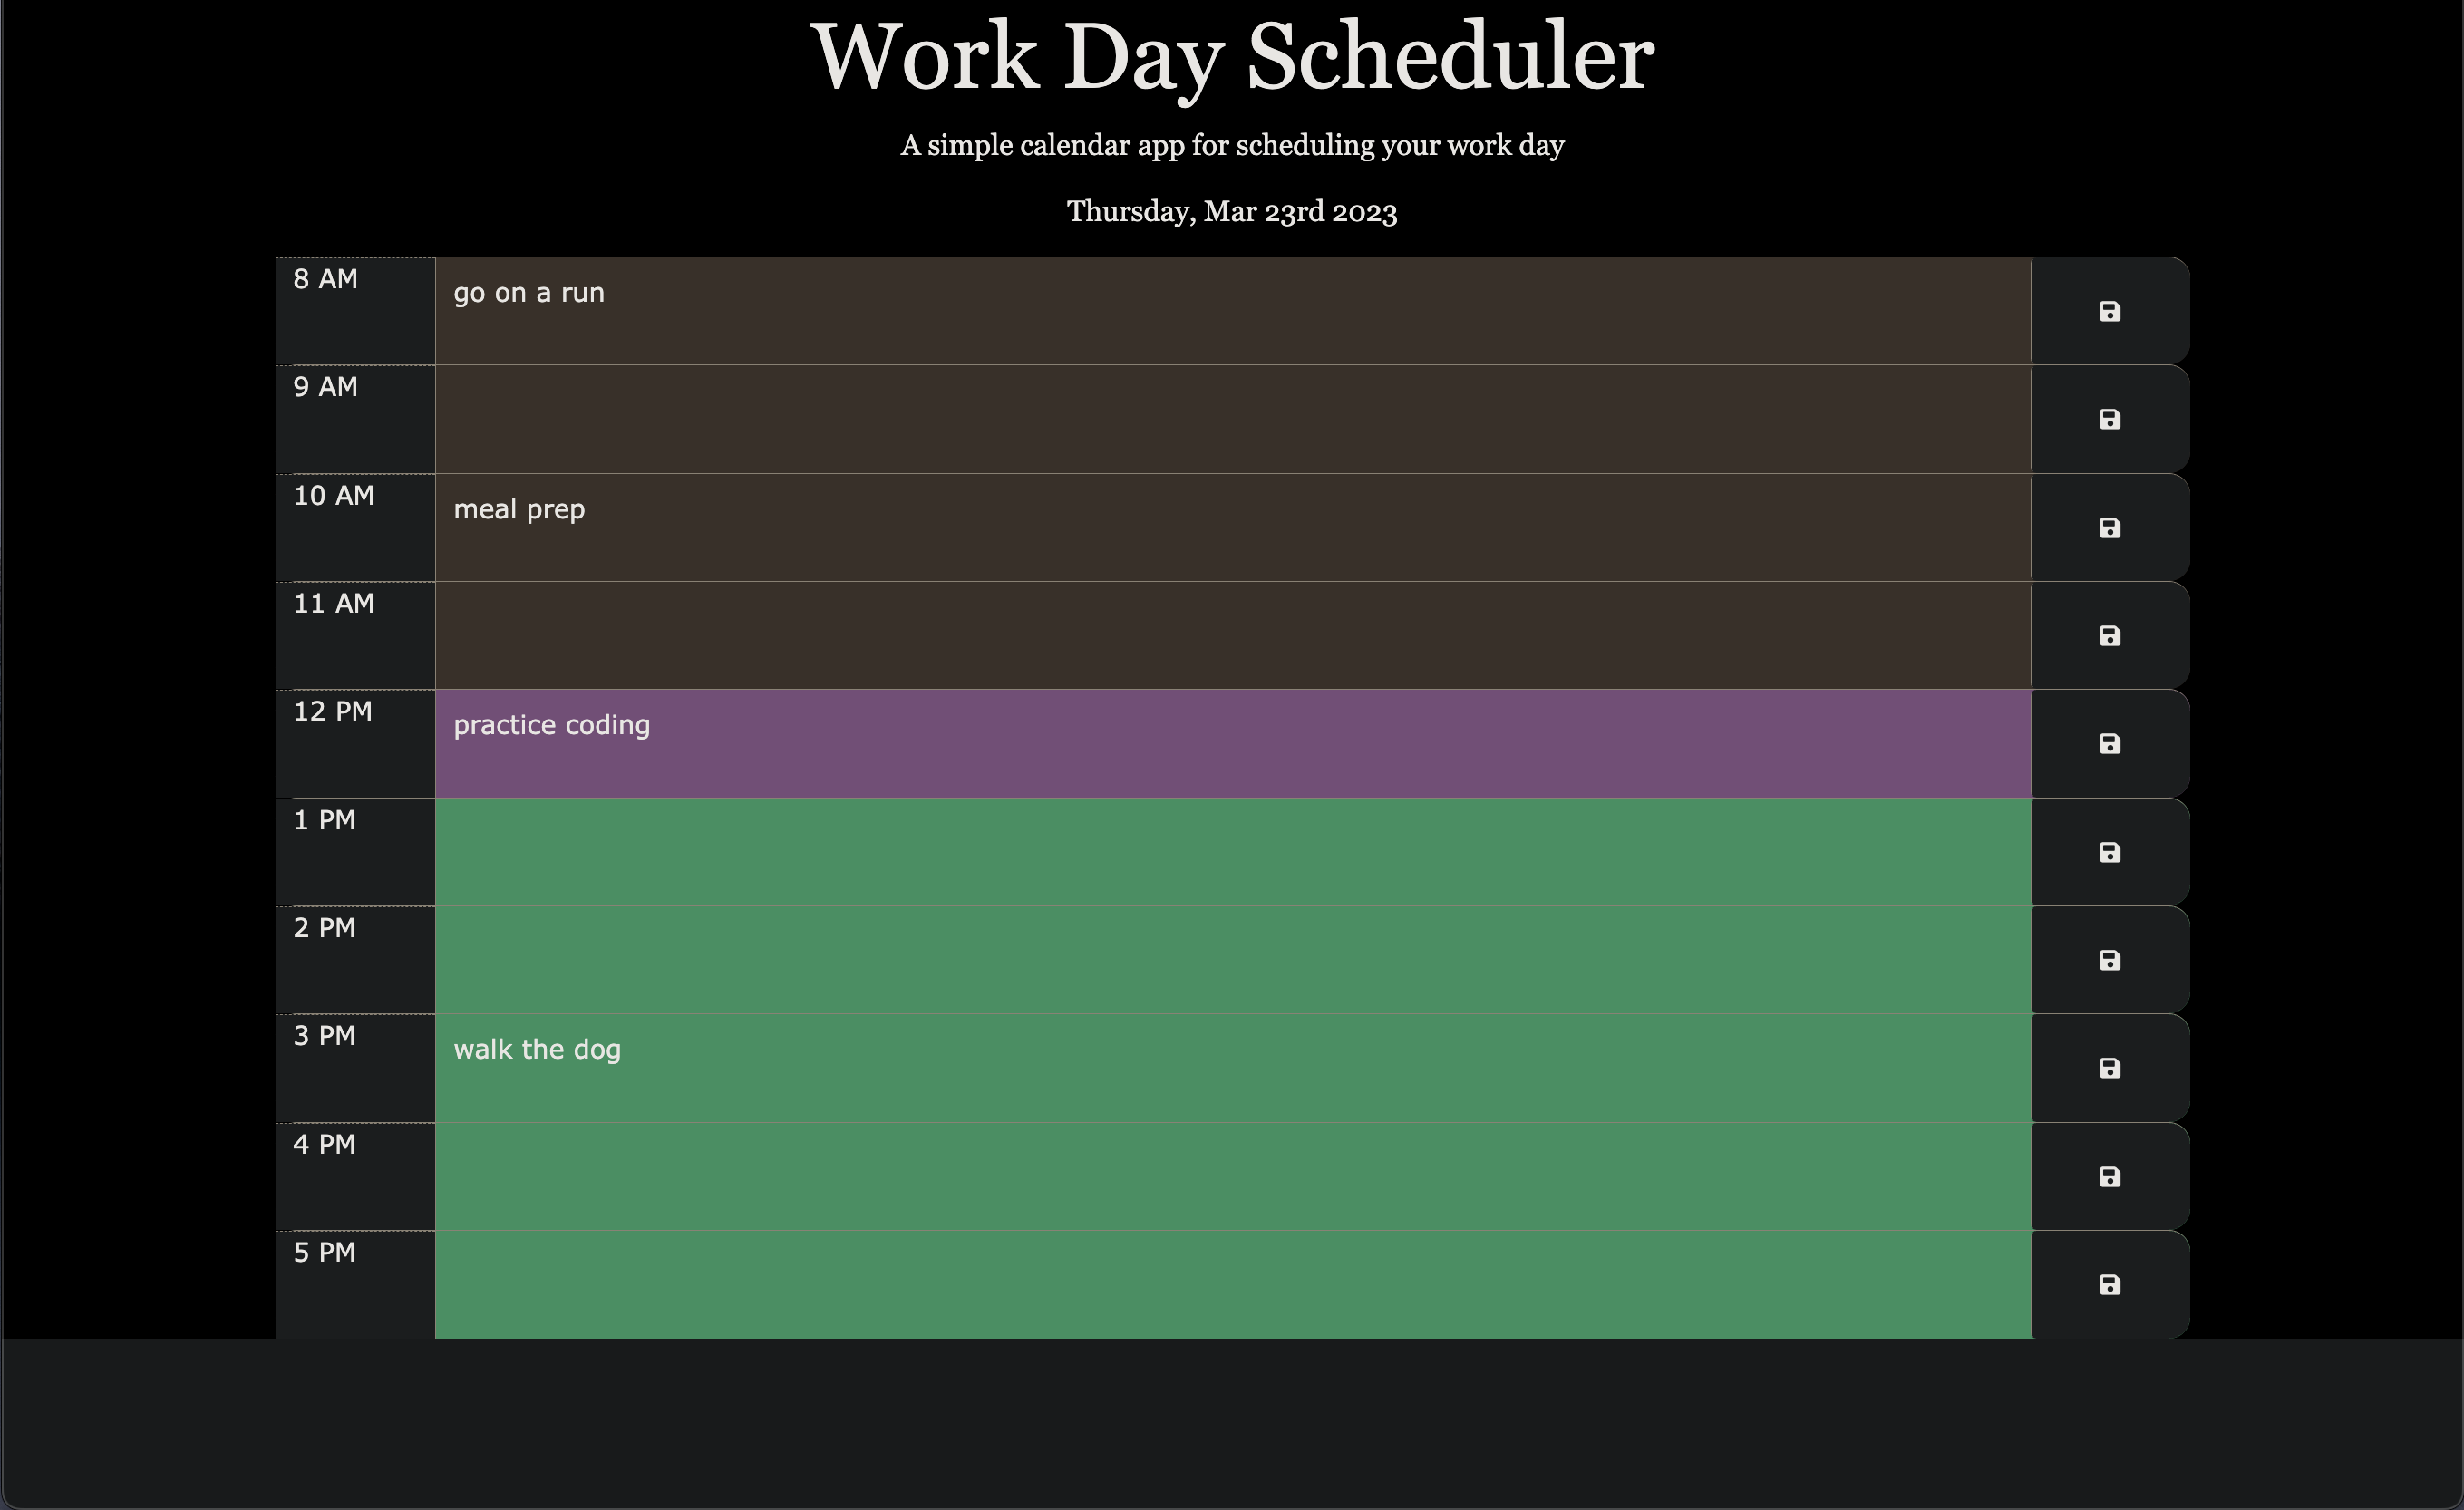 Work Day Scheduler
A simple calendar app for scheduling your work day
Thursday, Mar 23rd 2023
8 AM
go on a run
9 AM
10 AM
meal prep
11 AM
12 PM
practice coding
1 PM
2 PM
3 PM
walk the dog
4 PM
5 PM